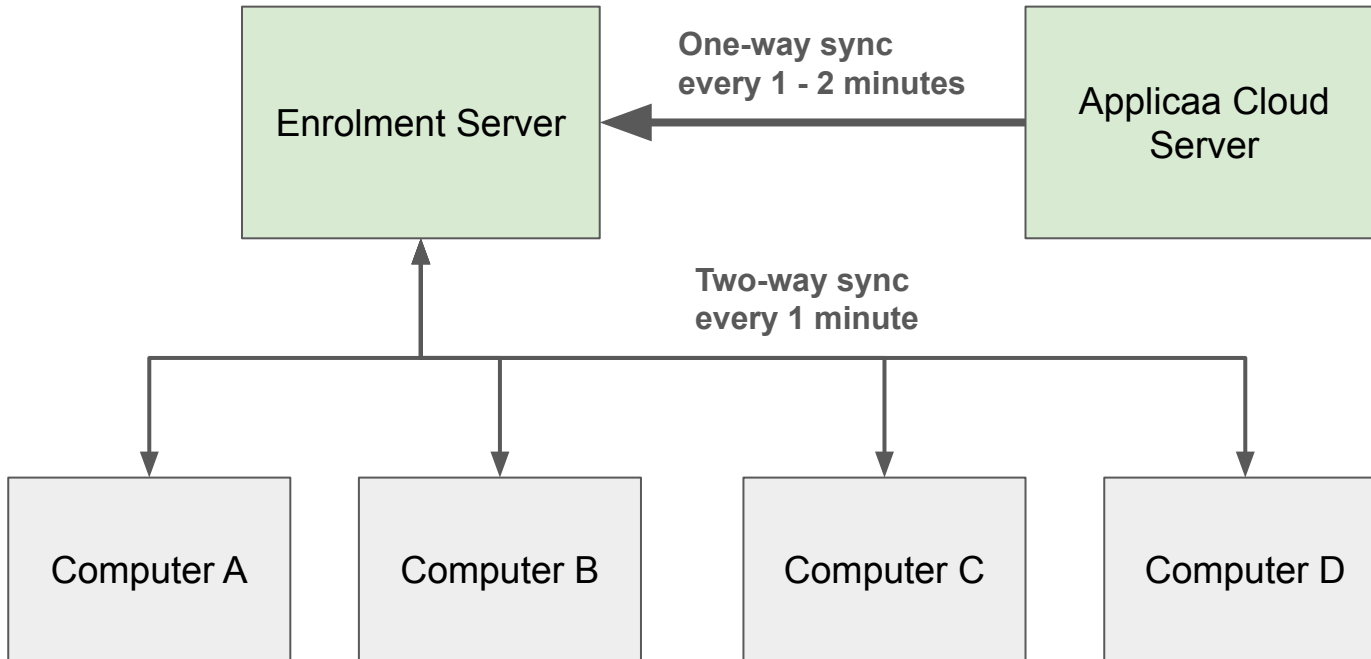 One-way sync
every 1 - 2 minutes
Enrolment Server
Applicaa Cloud
Server
Two-way sync
every 1 minute
Computer A
Computer B
Computer C
Computer D